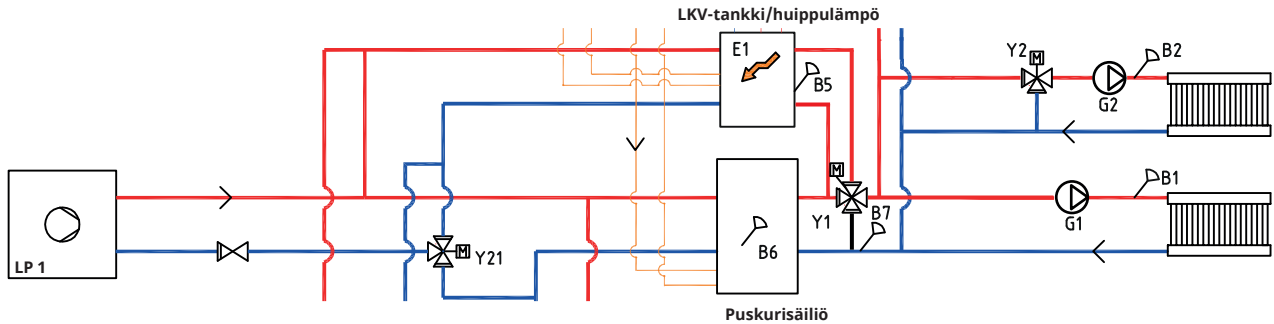 LKV-tankki/huippulämpö
E1
B5
Y2
M
B2
G2
M
Y1
B7
B1
G1
LP 1
M
Y21
B6
Puskurisäiliö